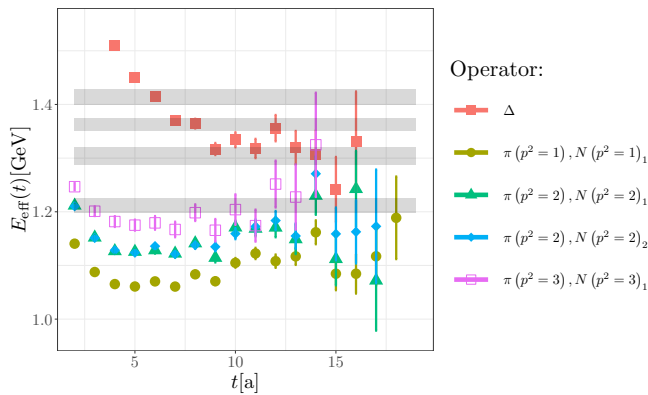 Operator:
1.4
Δ
π(p²=1), N(p²=1)₁
E_eff(t)[GeV]
π(p²=2), N(p²=2)₁
1.2
π(p²=2), N(p²=2)₂
π(p²=3), N(p²=3)₁
1.0
5 10 15
t[a]